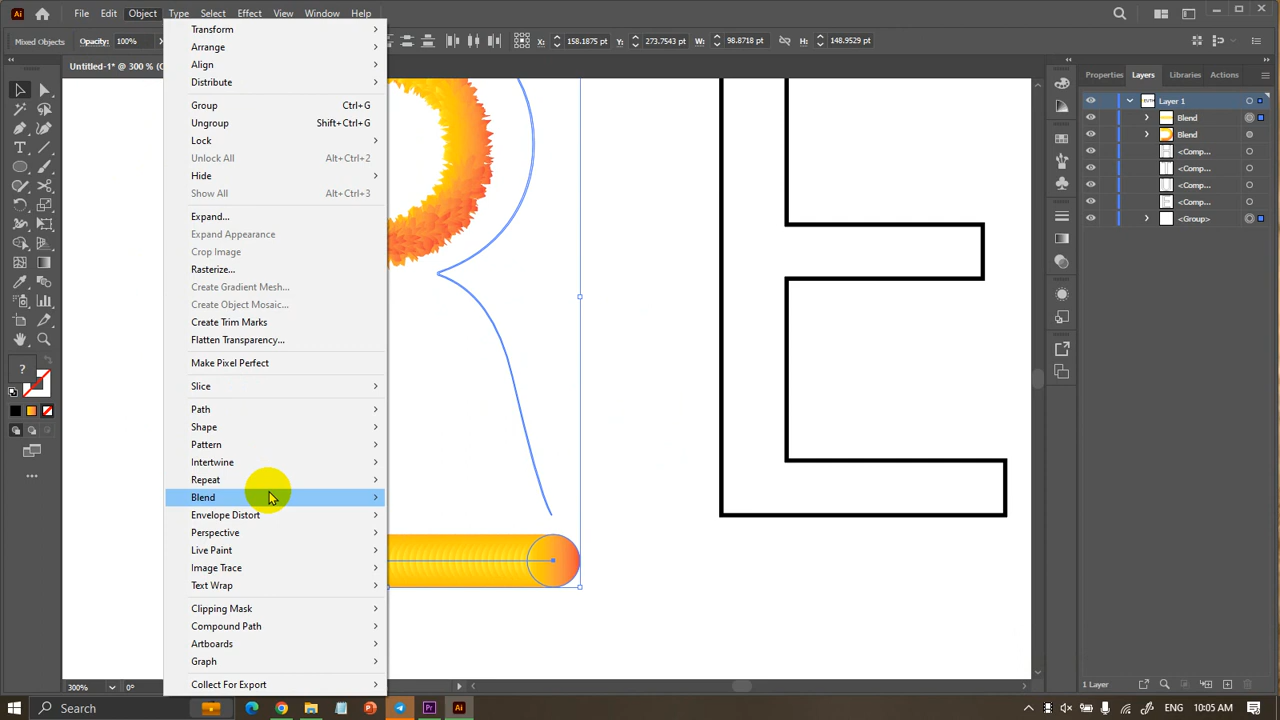 Ai File Edit Object Type Select Effect View Window Help
Mixed Objects Opacity: 100% X: 158.1875 pt Y: 273.7543 pt W: 98.8718 pt H: 148.9529 pt
Untitled-1* @ 300 % (
Properties Layers Libraries Actions
Layer 1
Blend
Blend
<Comp...
<Comp...
<Comp...
<Comp...
<Group>
Transform
Arrange
Align
Distribute
Group Ctrl+G
Ungroup Shift+Ctrl+G
Lock
Unlock All Alt+Ctrl+2
Hide
Show All Alt+Ctrl+3
Expand...
Expand Appearance
Crop Image
Rasterize...
Create Gradient Mesh...
Create Object Mosaic...
Create Trim Marks
Flatten Transparency...
Make Pixel Perfect
Slice
Path
Shape
Pattern
Intertwine
Repeat
Blend
Envelope Distort
Perspective
Live Paint
Image Trace
Text Wrap
Clipping Mask
Compound Path
Artboards
Graph
Collect For Export
?
300% 0°
1 Layer
Search
Pr Ai
10:05 AM